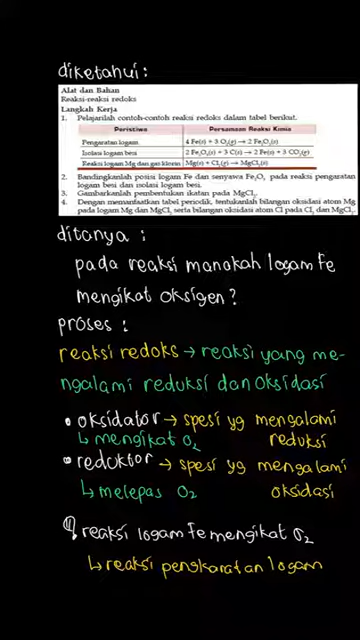 diketahui:
Alat dan Bahan
Reaksi-reaksi redoks
Langkah Kerja
1. Pelajarilah contoh-contoh reaksi redoks dalam tabel berikut.
Peristiwa Persamaan Reaksi Kimia
Pengaratan logam. 4 Fe(s) + 3 O₂(g) → 2 Fe₂O₃(s)
Isolasi logam besi 2 Fe₂O₃(s) + 3 C(s) → 2 Fe(s) + 3 CO₂(g)
Reaksi logam Mg dan gas klorin Mg(s) + Cl₂(g) → MgCl₂(s)
2. Bandingkanlah posisi logam Fe dan senyawa Fe₂O₃ pada reaksi pengaratan
logam besi dan isolasi logam besi.
3. Gambarkanlah pembentukan ikatan pada MgCl₂.
4. Dengan memanfaatkan tabel periodik, tentukanlah bilangan oksidasi atom Mg
pada logam Mg dan MgCl₂, serta bilangan oksidasi atom Cl pada Cl₂ dan MgCl₂.
ditanya :
pada reaksi manakah logam Fe
mengikat oksigen?
proses :
reaksi redoks → reaksi yang me-
ngalami reduksi dan oksidasi
• oksidator → spesi yg mengalami
↳ mengikat O₂ reduksi
• reduktor → spesi yg mengalami
↳ melepas O₂ oksidasi
reaksi logam Fe mengikat O₂
↳ reaksi pengkaratan logam